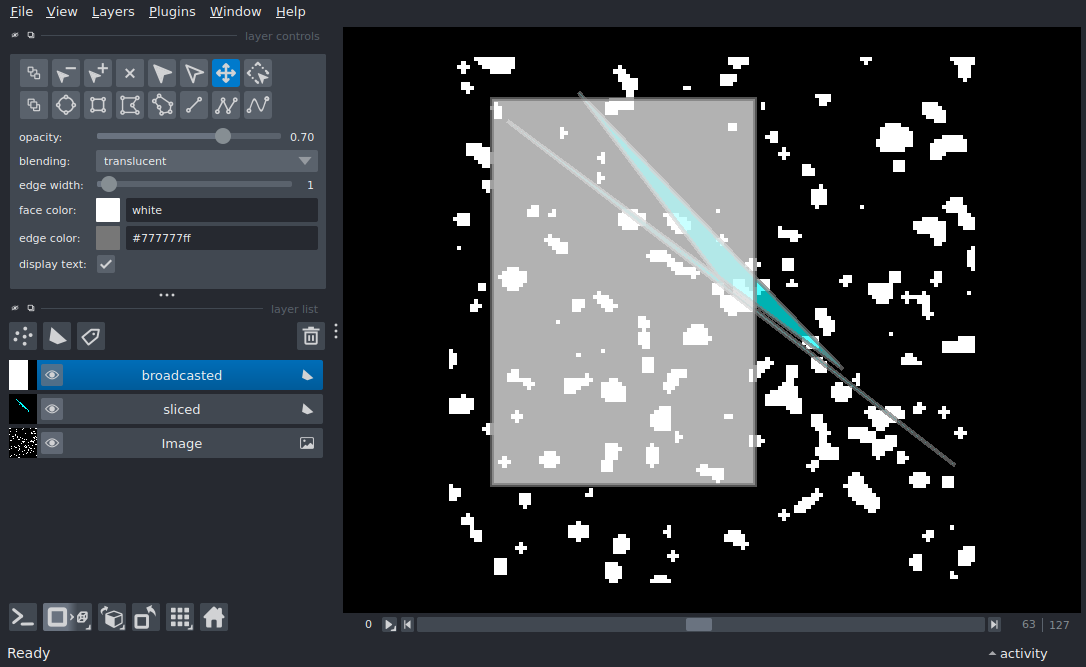 File View Layers Plugins Window Help
layer controls
opacity: 0.70
blending: translucent
edge width: 1
face color: white
edge color: #777777ff
display text:
layer list
broadcasted
sliced
Image
0 63 127
Ready activity